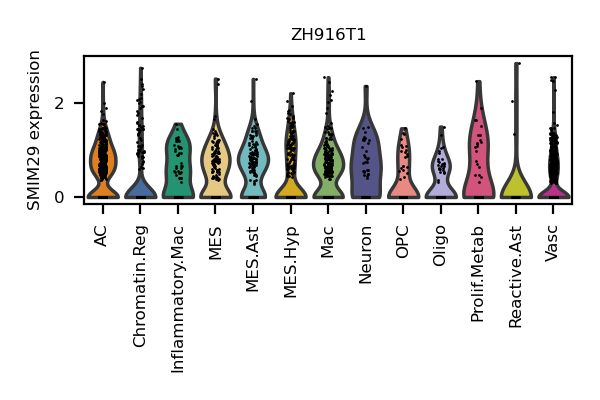 ZH916T1
SMIM29 expression
2
0
AC
Chromatin.Reg
Inflammatory.Mac
MES
MES.Ast
MES.Hyp
Mac
Neuron
OPC
Oligo
Prolif.Metab
Reactive.Ast
Vasc